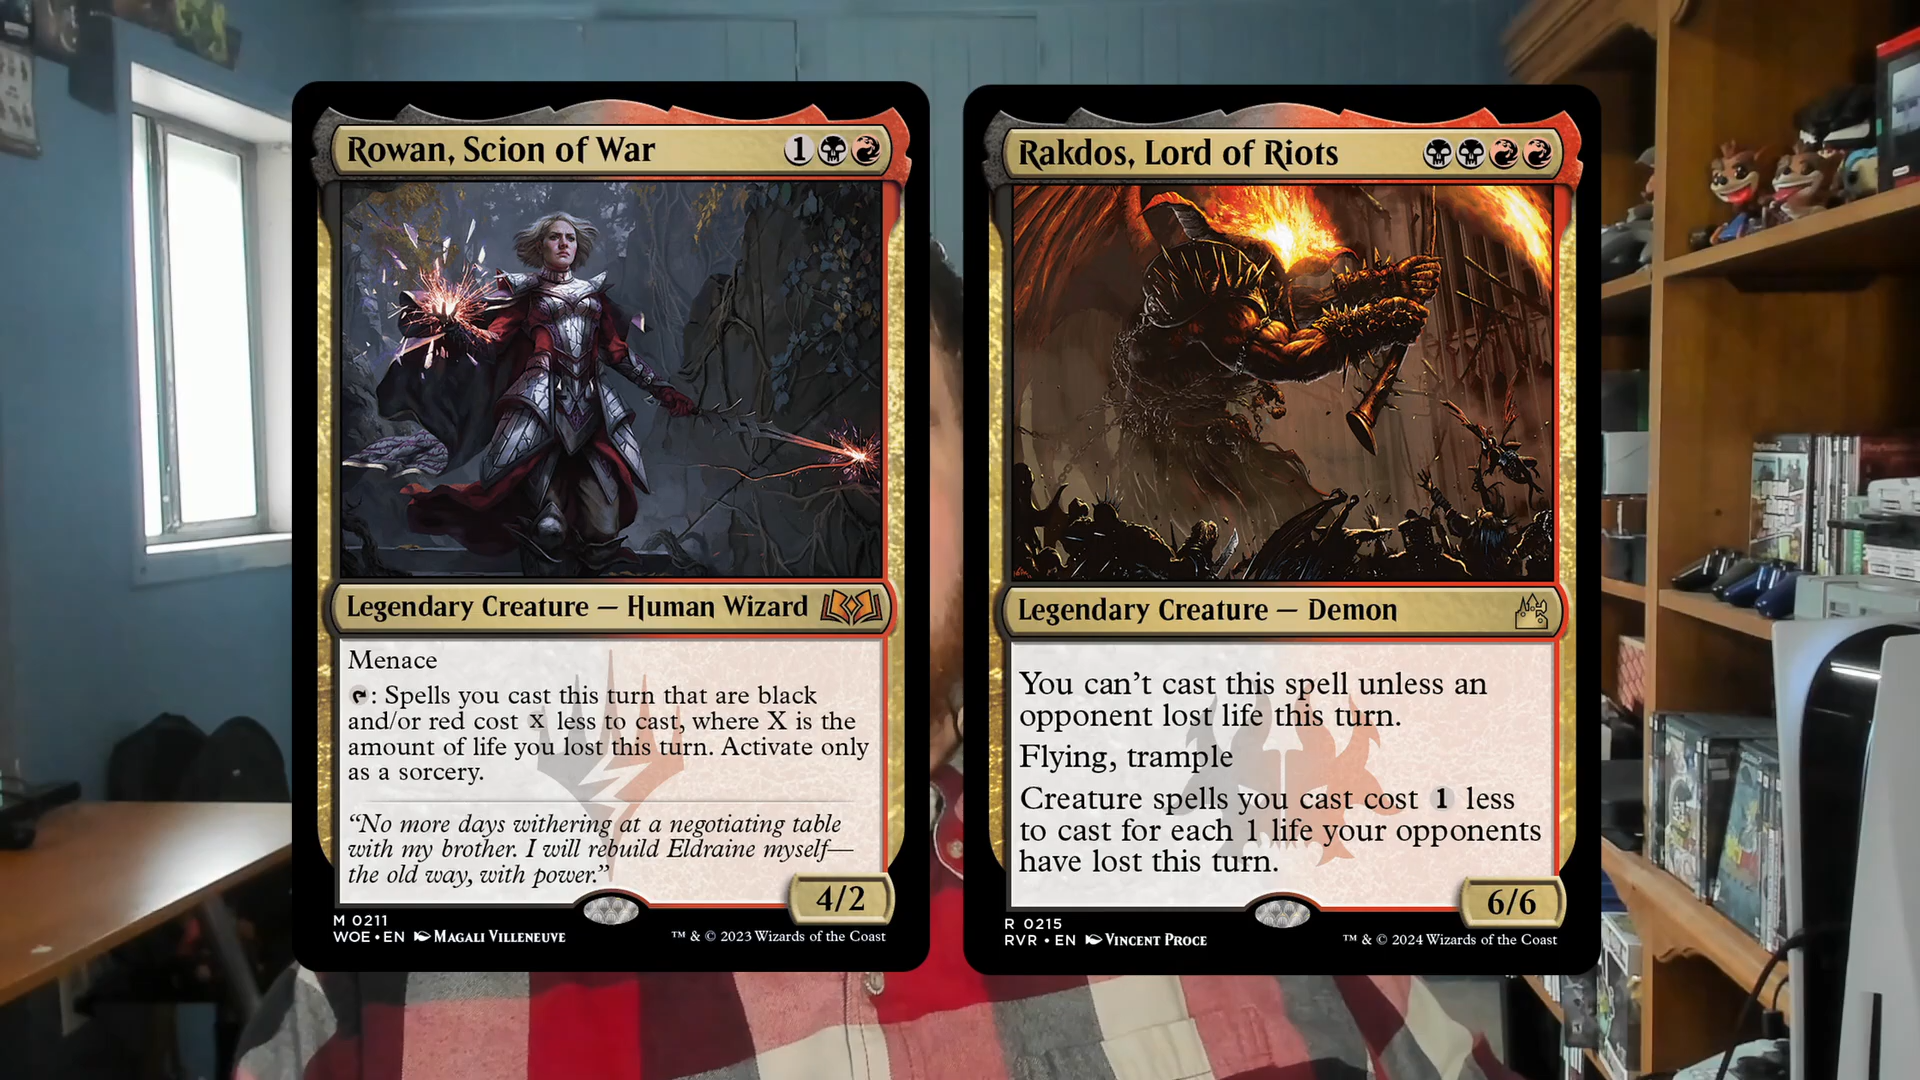 Rowan, Scion of War 1
Legendary Creature — Human Wizard
Menace
: Spells you cast this turn that are black
and/or red cost X less to cast, where X is the
amount of life you lost this turn. Activate only
as a sorcery.
“No more days withering at a negotiating table
with my brother. I will rebuild Eldraine myself—
the old way, with power.”
4/2
M 0211
WOE • EN MAGALI VILLENEUVE
™ & © 2023 Wizards of the Coast
Rakdos, Lord of Riots
Legendary Creature — Demon
You can’t cast this spell unless an
opponent lost life this turn.
Flying, trample
Creature spells you cast cost 1 less
to cast for each 1 life your opponents
have lost this turn.
6/6
R 0215
RVR • EN VINCENT PROCE
™ & © 2024 Wizards of the Coast